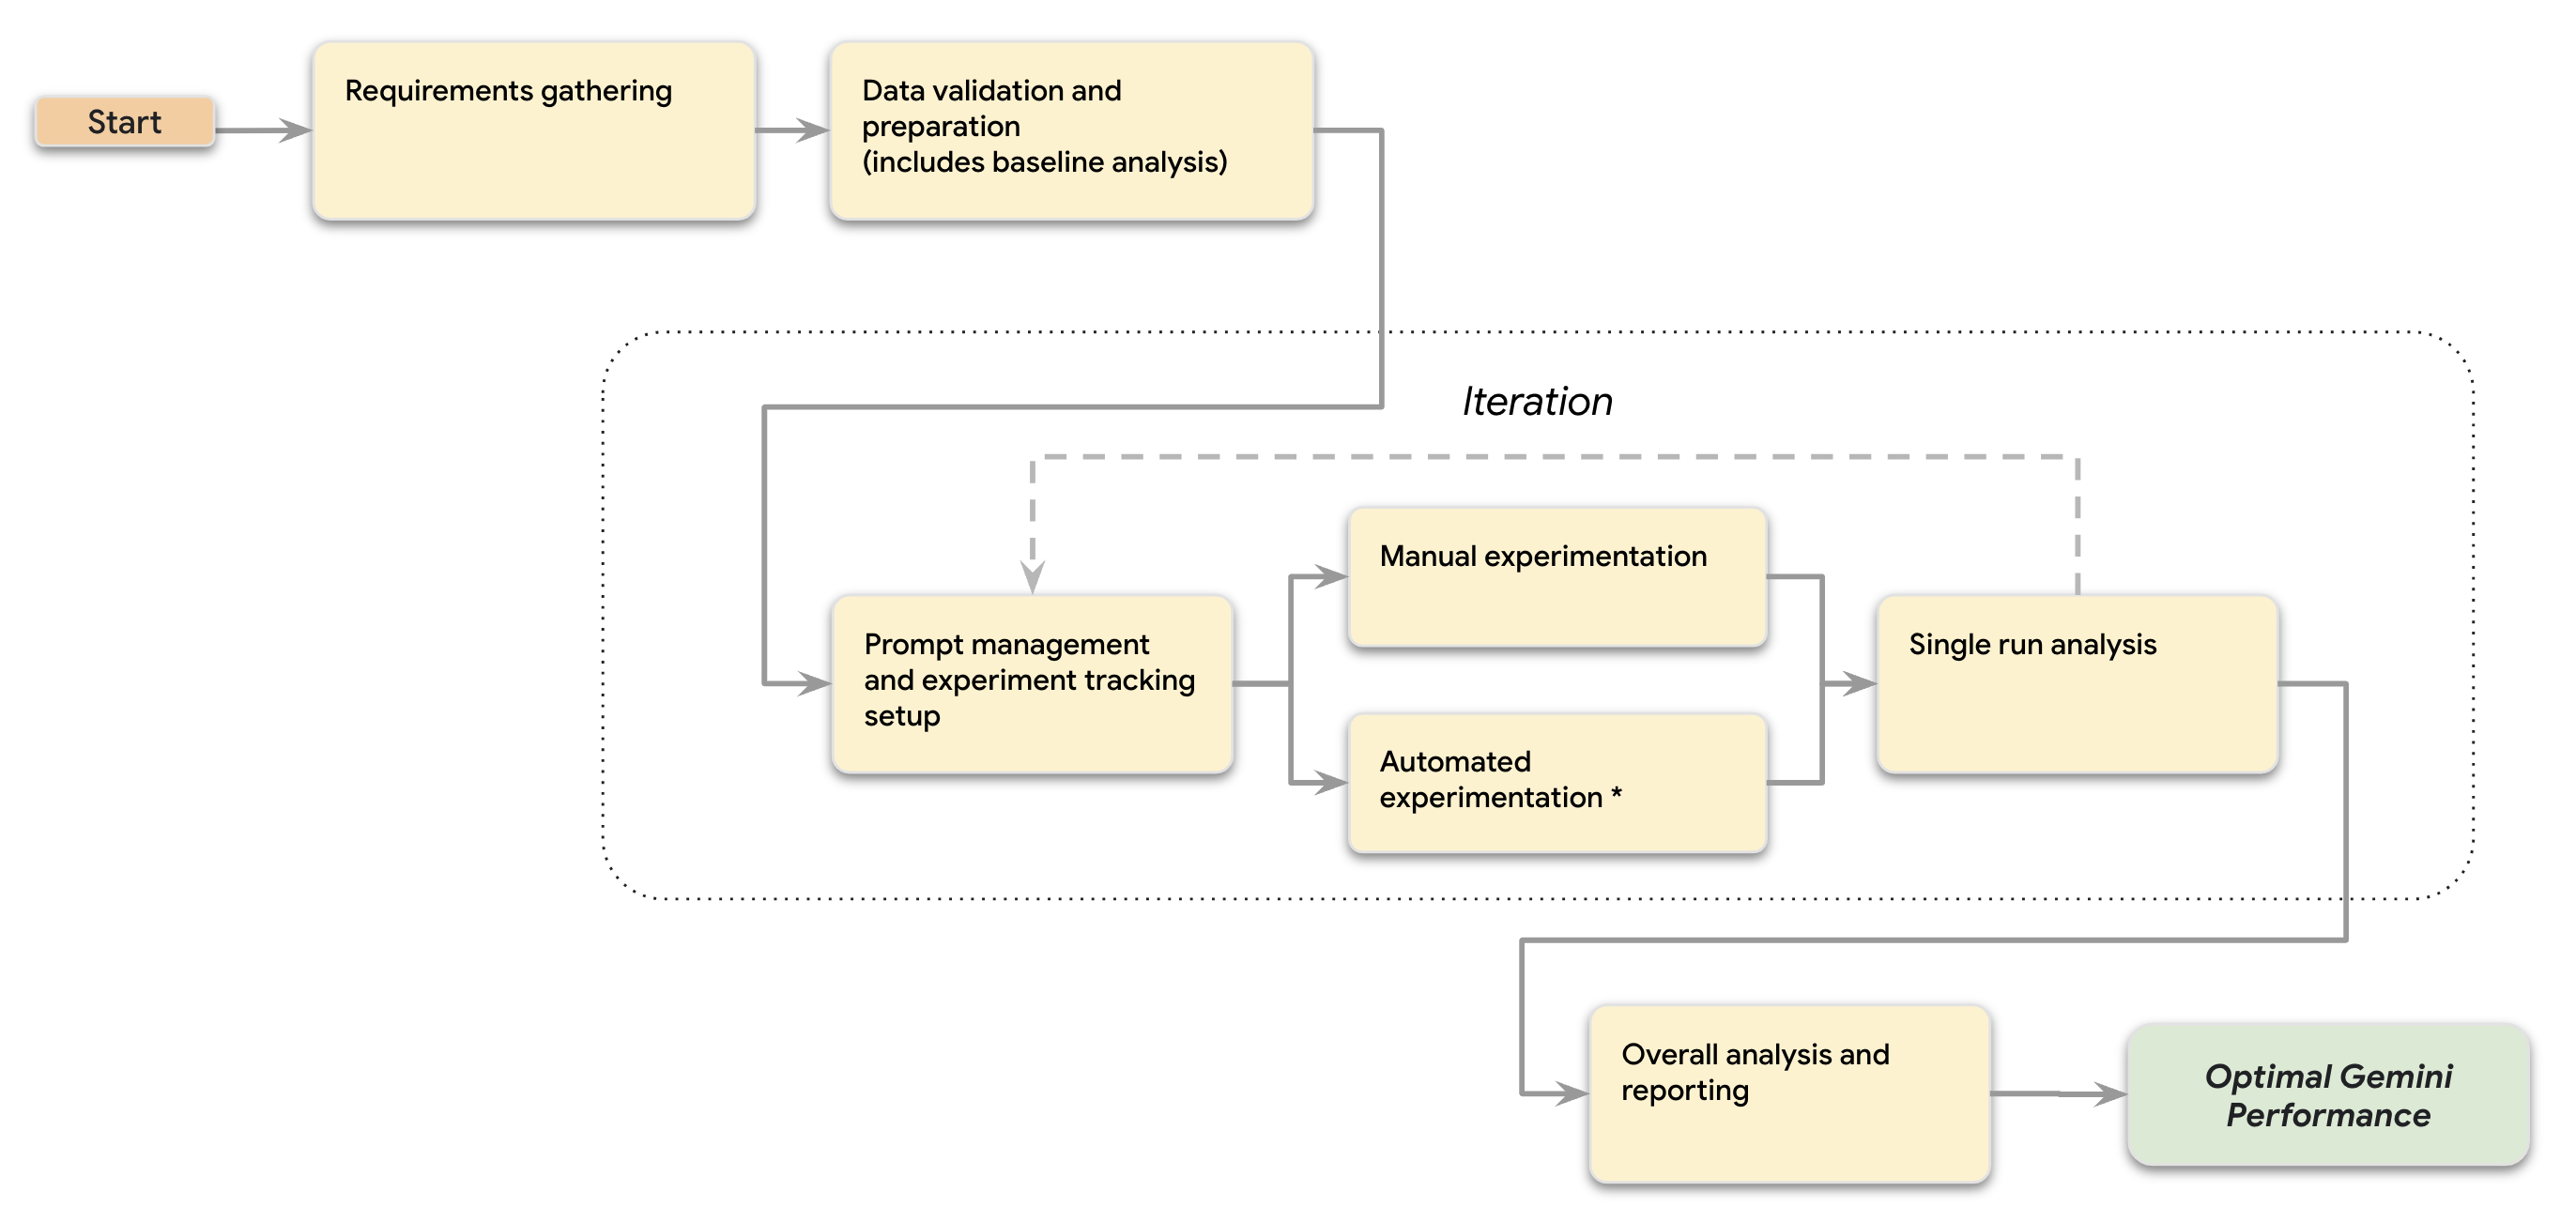 Start
Requirements gathering
Data validation and
preparation
(includes baseline analysis)
Iteration
Prompt management
and experiment tracking
setup
Manual experimentation
Automated
experimentation *
Single run analysis
Overall analysis and
reporting
Optimal Gemini
Performance